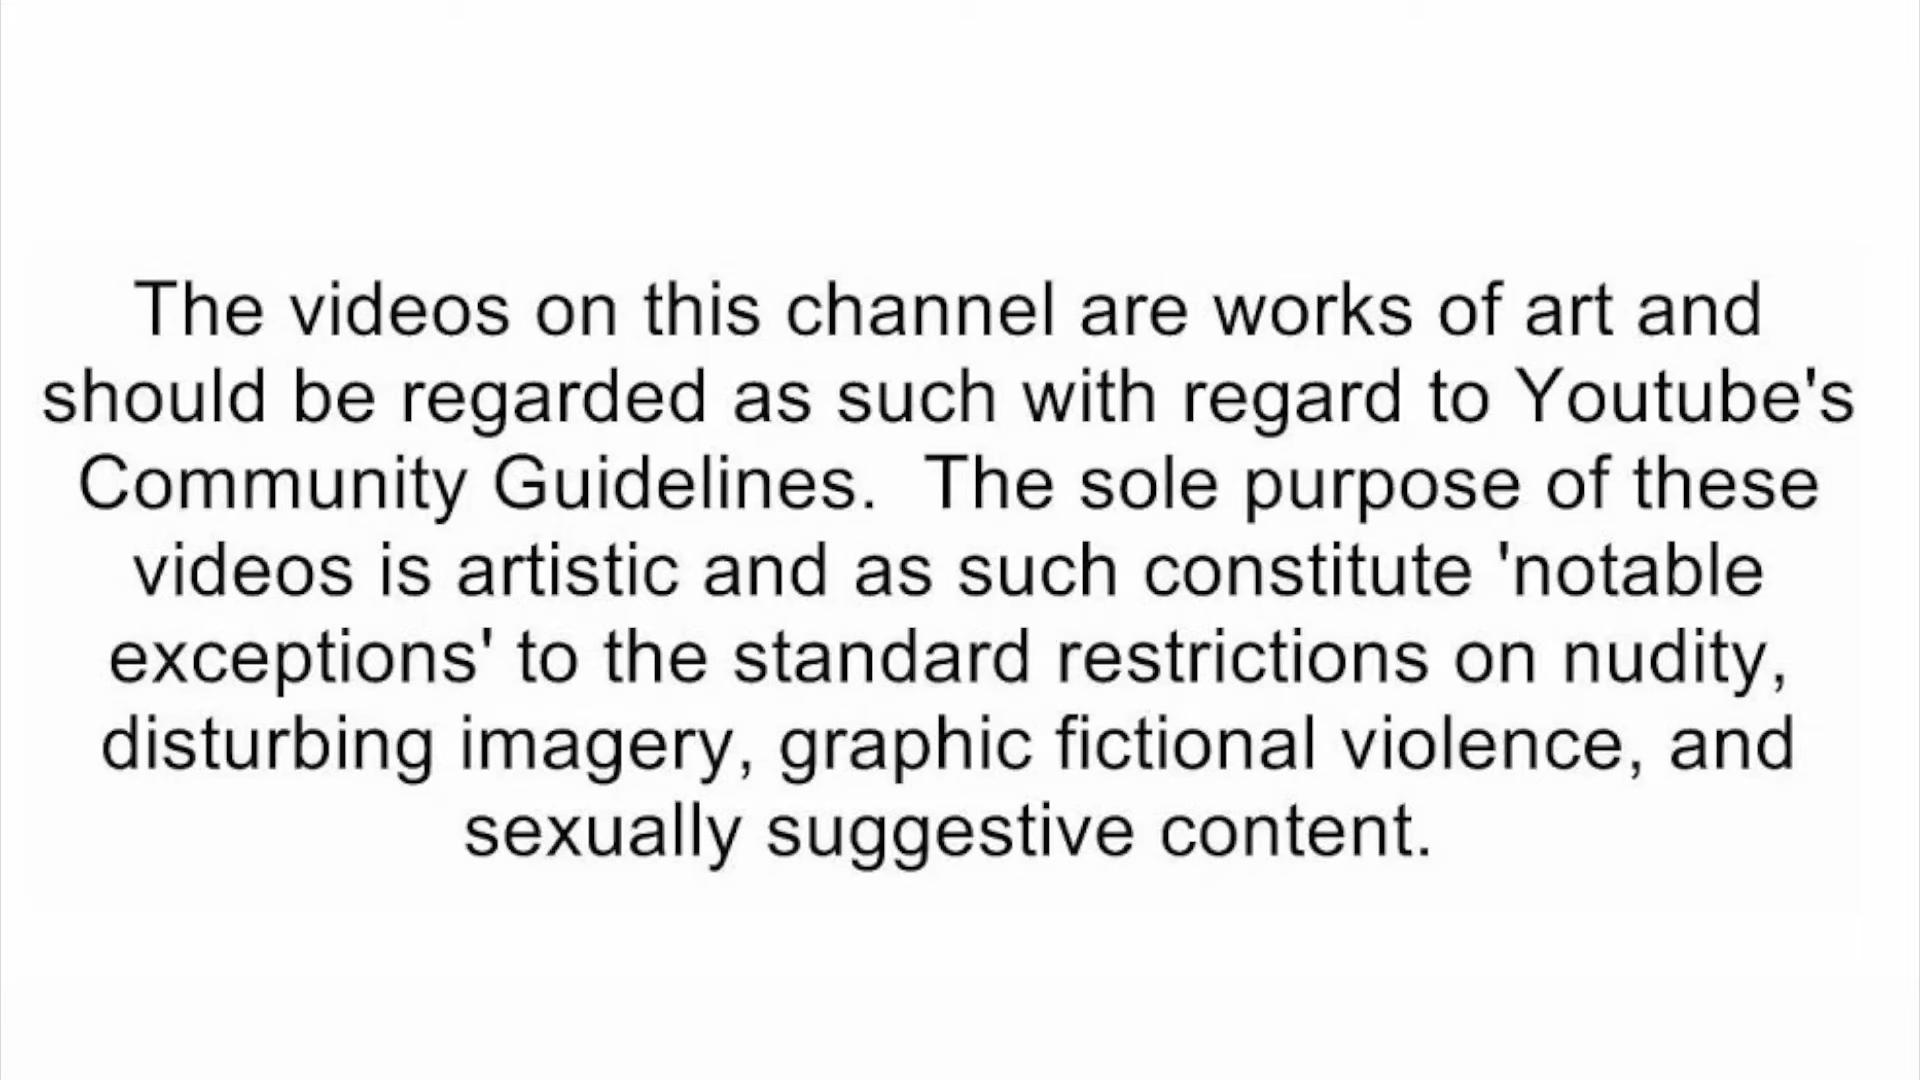 The videos on this channel are works of art and
should be regarded as such with regard to Youtube's
Community Guidelines.  The sole purpose of these
videos is artistic and as such constitute 'notable
exceptions' to the standard restrictions on nudity,
disturbing imagery, graphic fictional violence, and
sexually suggestive content.